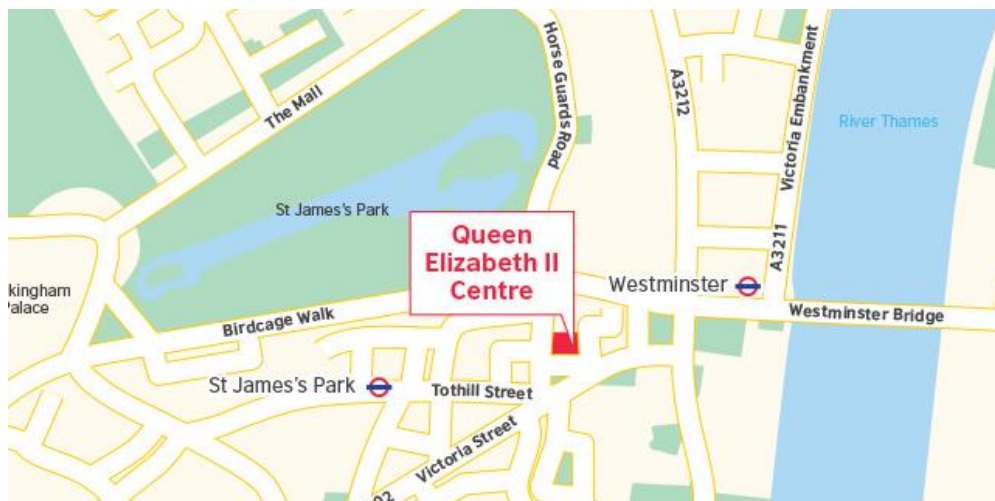 The Mall
Horse Guards Road
A3212
Victoria Embankment
River Thames
St James's Park
Queen
Elizabeth II
Centre
A3211
Westminster
kingham
Palace
Birdcage Walk
Westminster Bridge
St James's Park
Tothill Street
Victoria Street
02